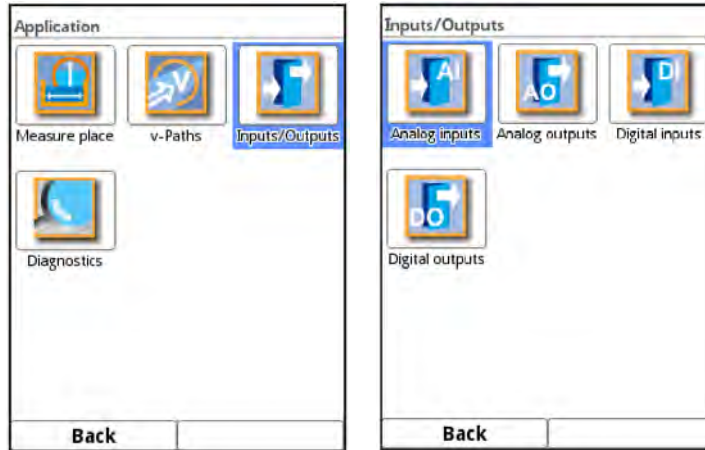 Application
Measure place
v-Paths
Inputs/Outputs
Diagnostics
Back
Inputs/Outputs
AI
AO
DI
Analog inputs
Analog outputs
Digital inputs
DO
Digital outputs
Back